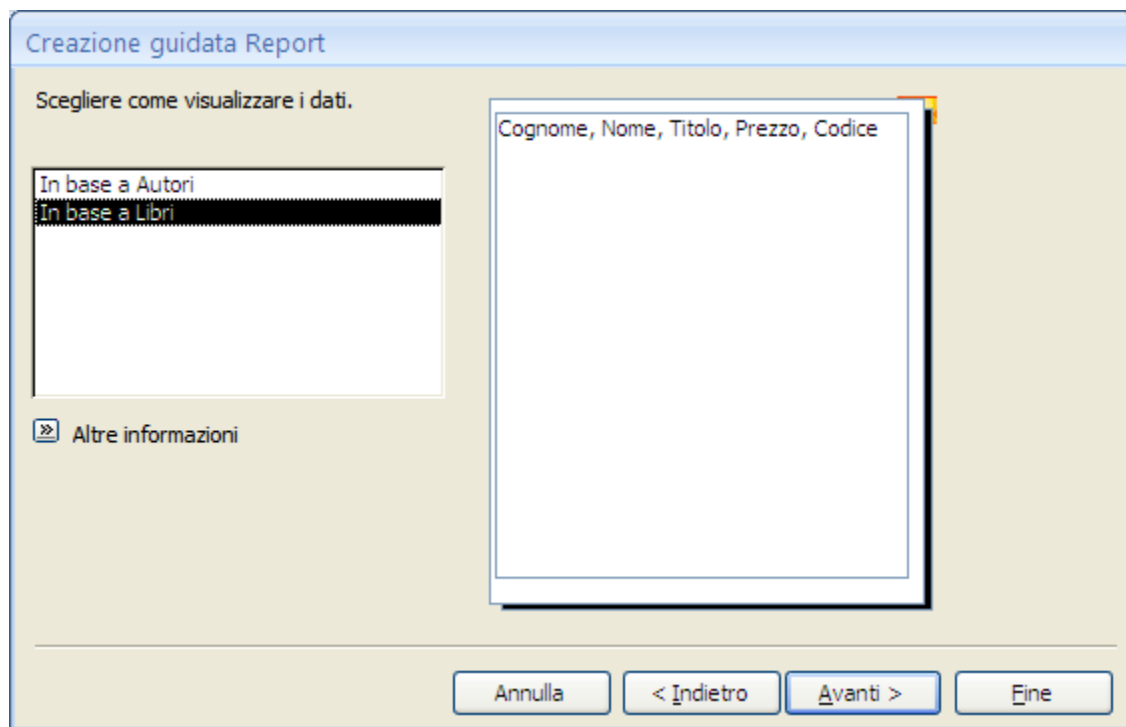 Creazione guidata Report
Scegliere come visualizzare i dati.
In base a Autori
In base a Libri
Cognome, Nome, Titolo, Prezzo, Codice
Altre informazioni
Annulla
< Indietro
Avanti >
Fine